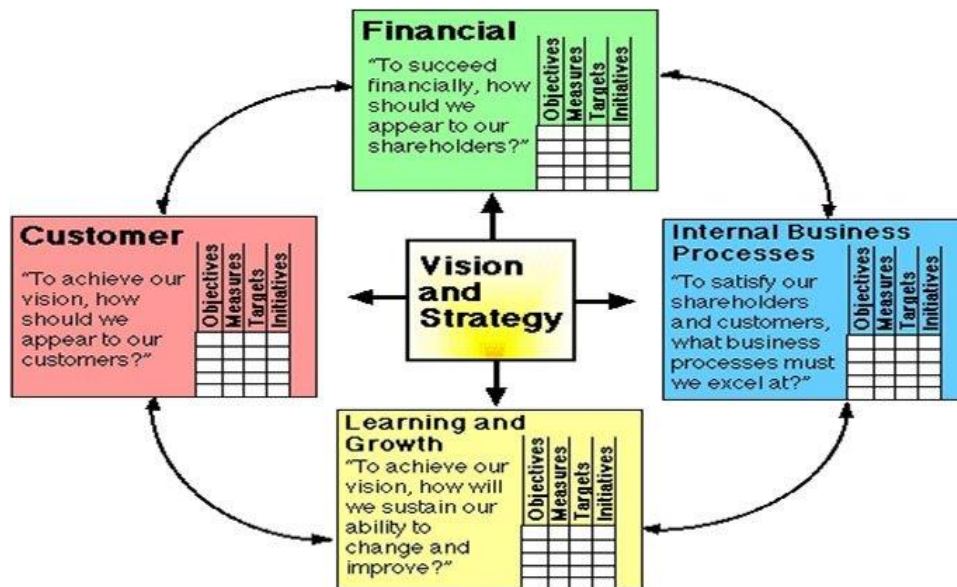 Financial
“To succeed
financially, how
should we
appear to our
shareholders?”
Objectives
Measures
Targets
Initiatives
Customer
“To achieve our
vision, how
should we
appear to our
customers?”
Objectives
Measures
Targets
Initiatives
Vision
and
Strategy
Internal Business
Processes
“To satisfy our
shareholders
and customers,
what business
processes must
we excel at?”
Objectives
Measures
Targets
Initiatives
Learning and
Growth
“To achieve our
vision, how will
we sustain our
ability to
change and
improve?”
Objectives
Measures
Targets
Initiatives